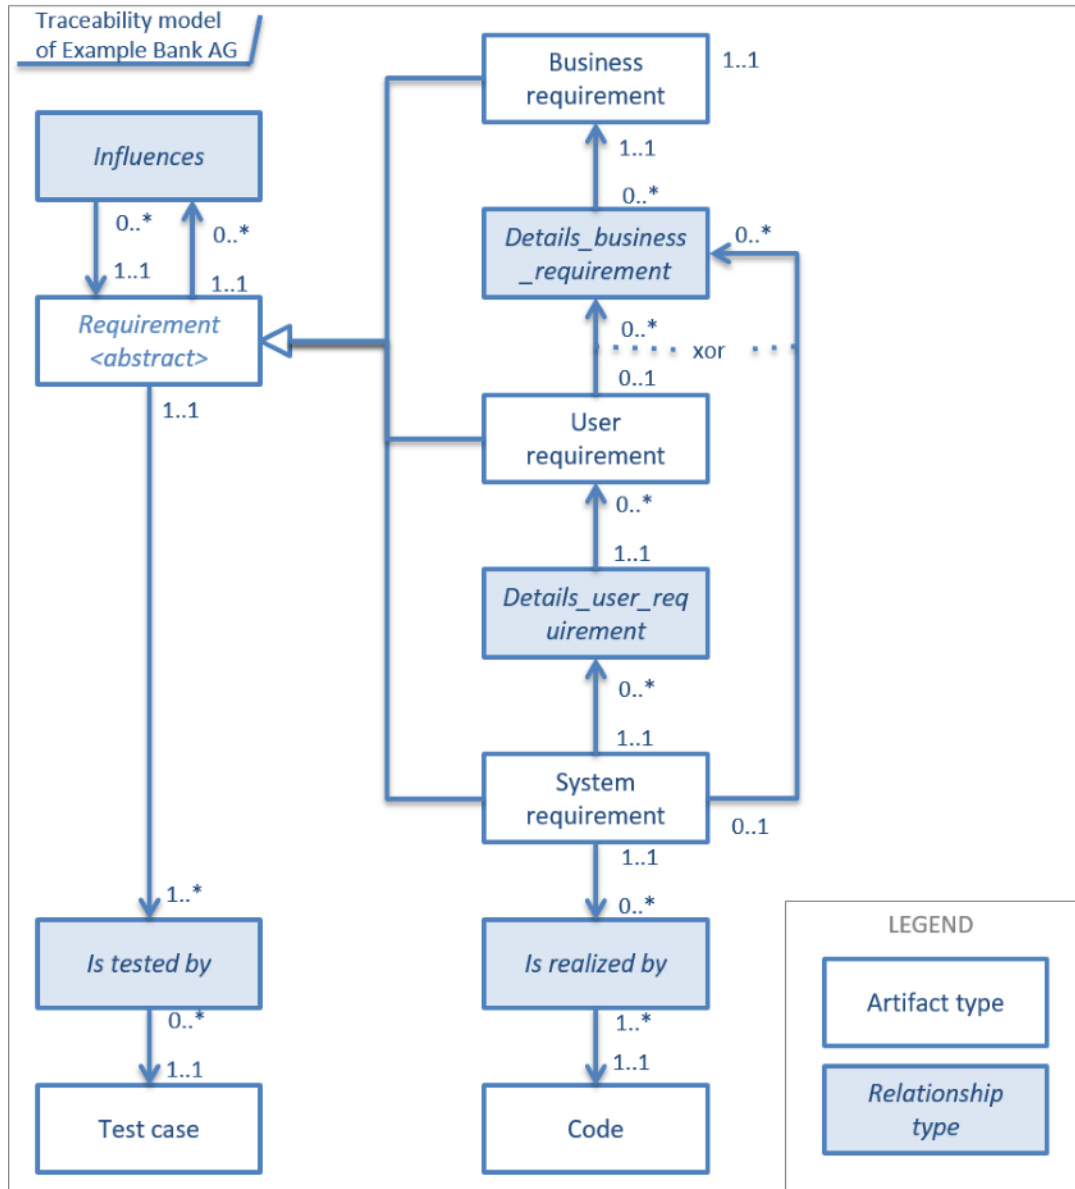 Traceability model
of Example Bank AG
Business
requirement
1..1
Influences
1..1
0..*
0..*
0..*
Details_business
_requirement
0..*
1..1
1..1
Requirement
<abstract>
0..*
xor
0..1
1..1
User
requirement
0..*
1..1
Details_user_req
uirement
0..*
1..1
System
requirement
0..1
1..1
1..*
0..*
Is tested by
Is realized by
0..*
1..*
1..1
1..1
Test case
Code
LEGEND
Artifact type
Relationship
type